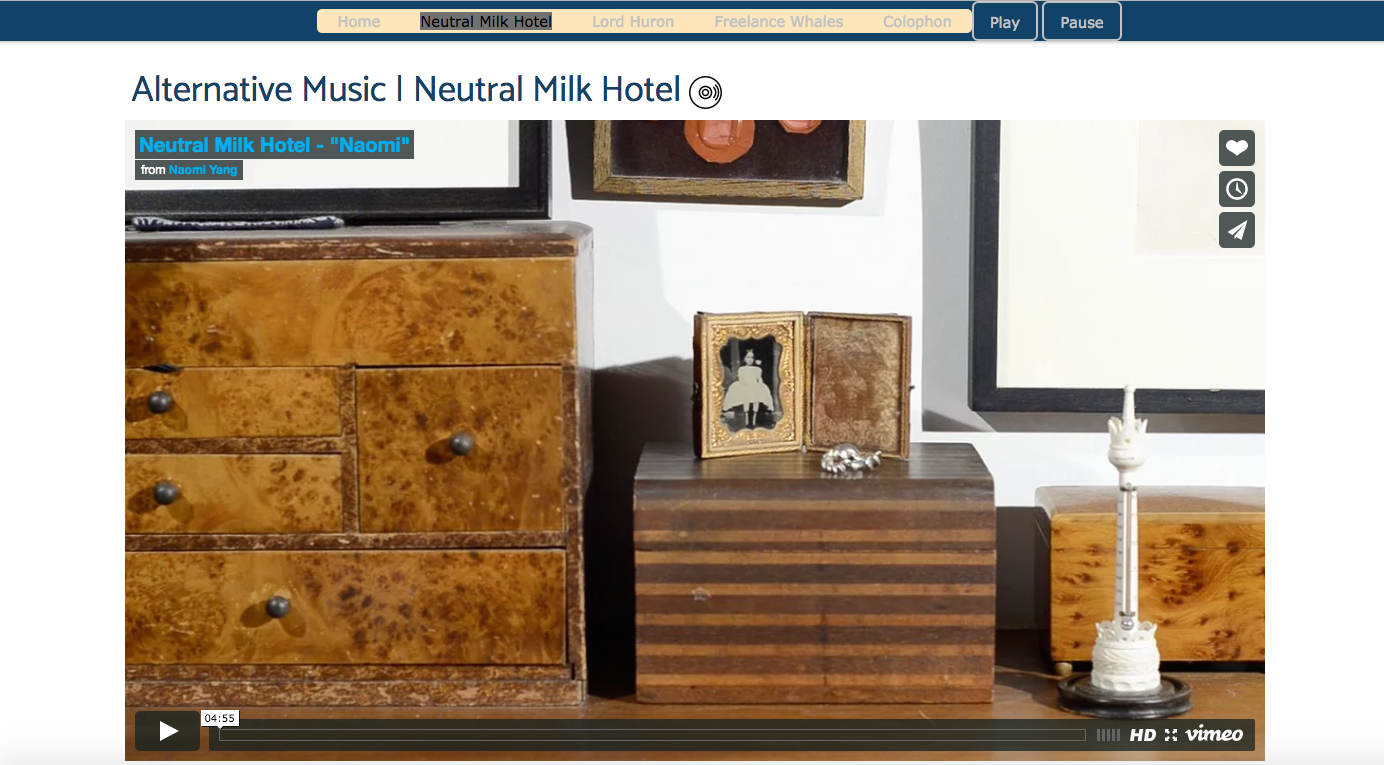 Home Neutral Milk Hotel Lord Huron Freelance Whales Colophon Play Pause
Alternative Music | Neutral Milk Hotel
Neutral Milk Hotel - "Naomi"
from Naomi Yang
04:55
HD vimeo